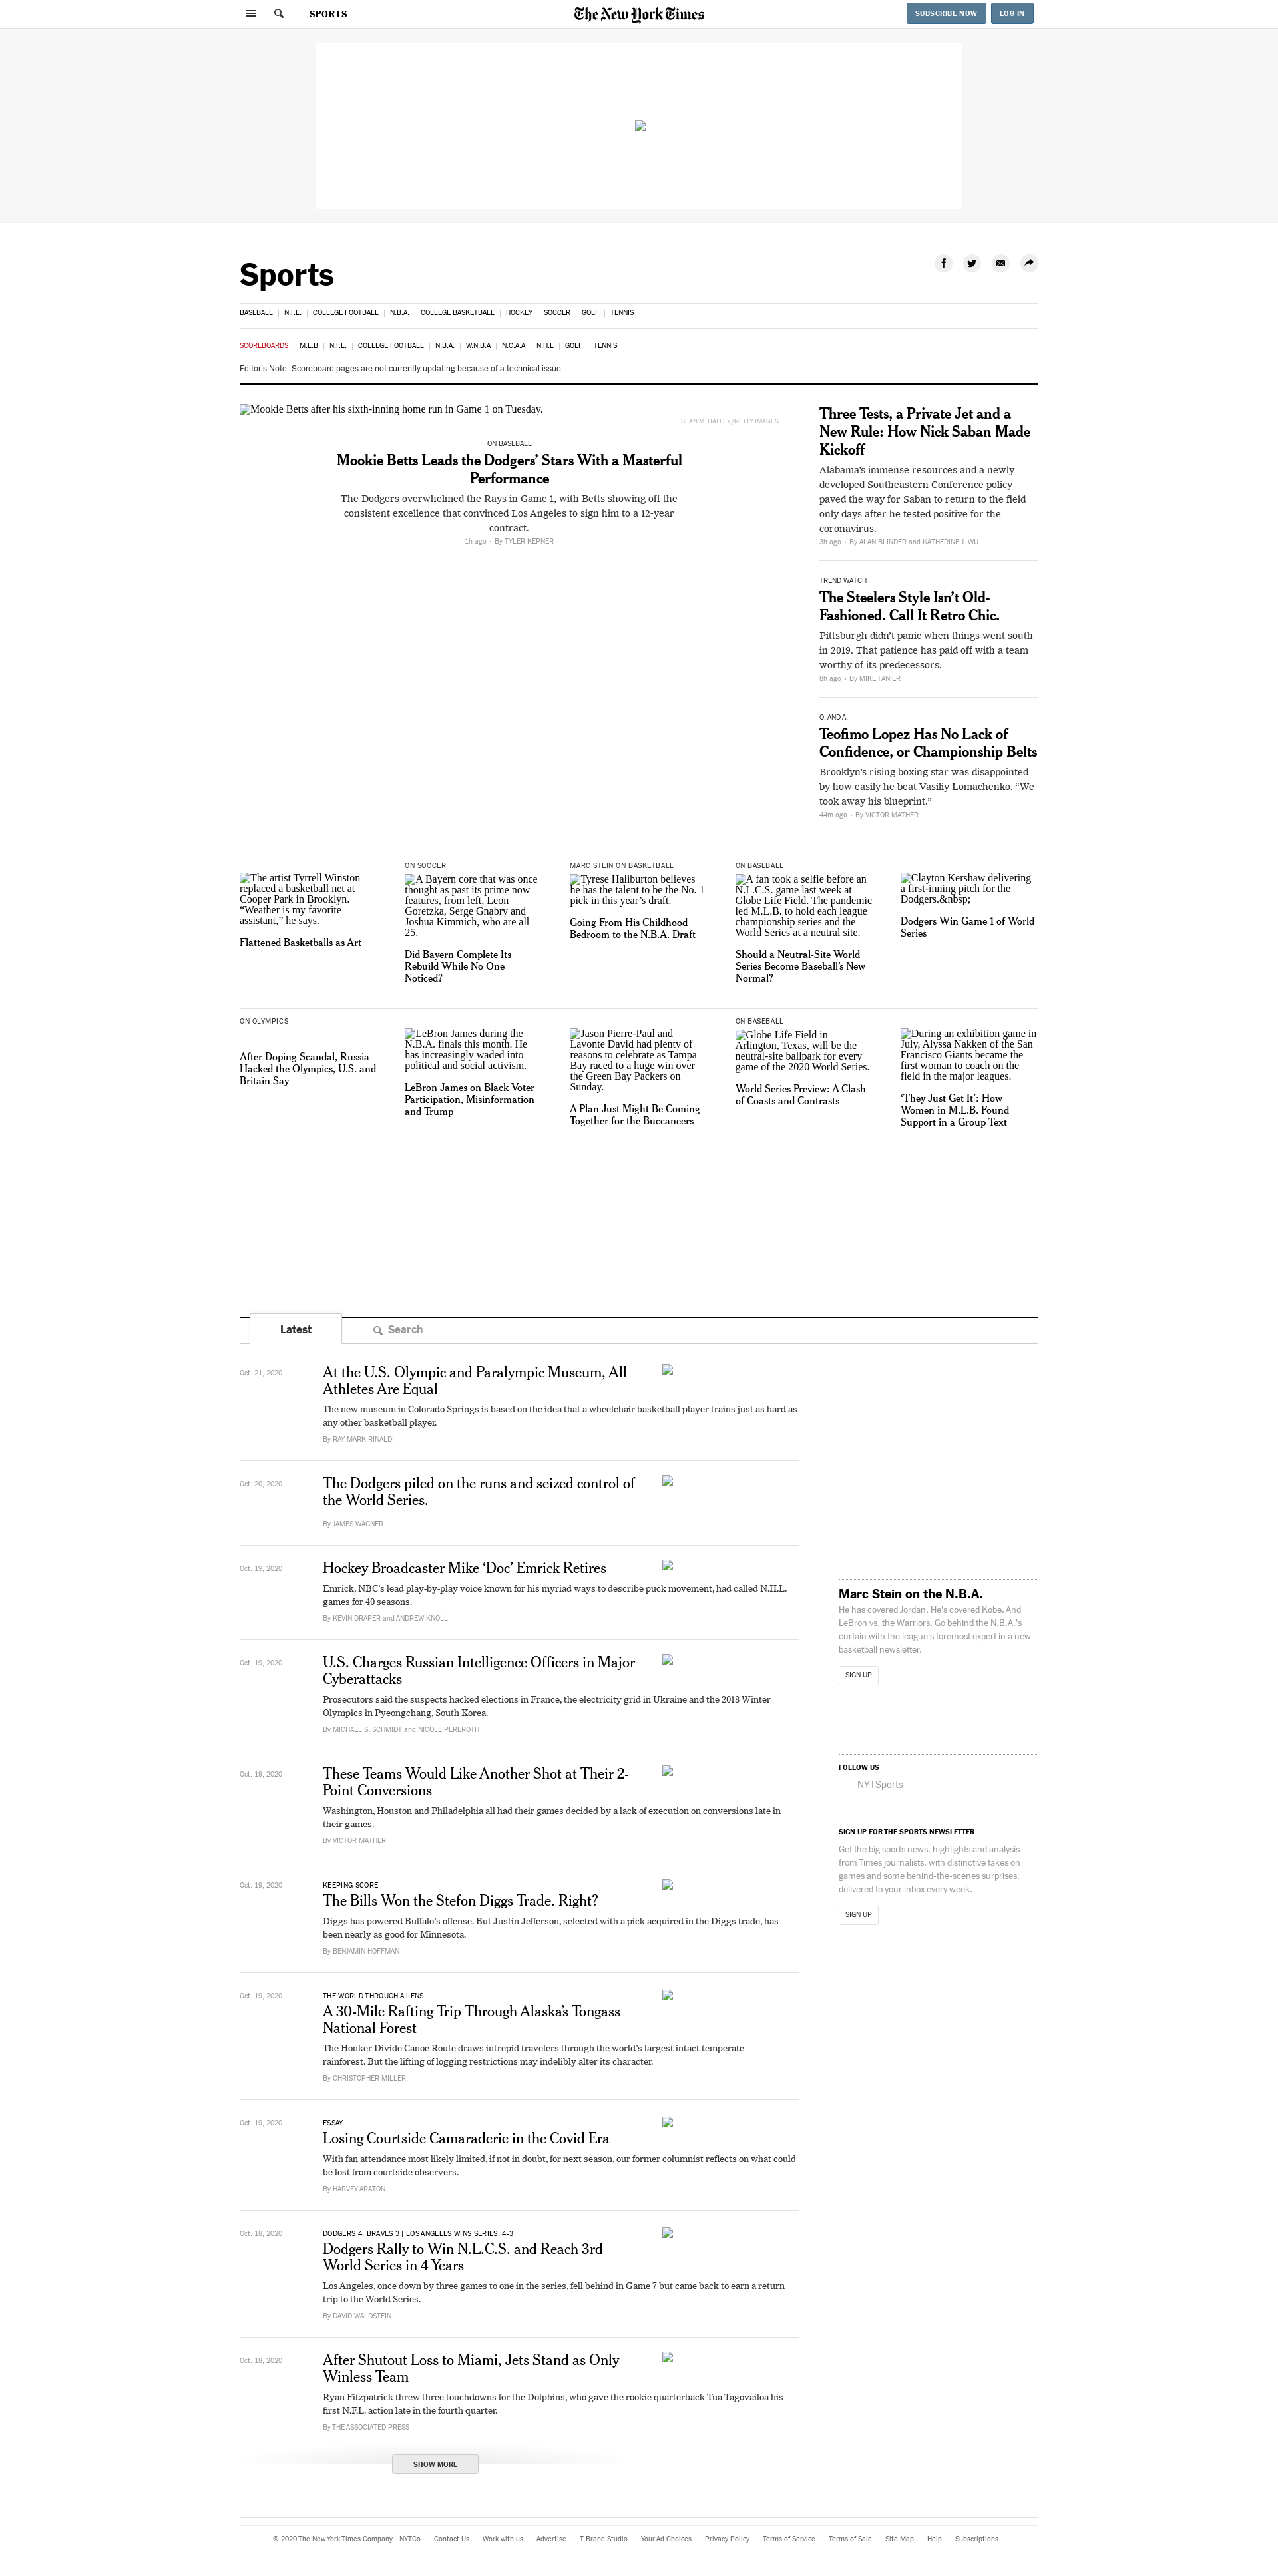 SPORTS
The New York Times
SUBSCRIBE NOW
LOG IN
Sports
BASEBALL | N.F.L. | COLLEGE FOOTBALL | N.B.A. | COLLEGE BASKETBALL | HOCKEY | SOCCER | GOLF | TENNIS
SCOREBOARDS | M.L.B | N.F.L. | COLLEGE FOOTBALL | N.B.A. | W.N.B.A | N.C.A.A | N.H.L | GOLF | TENNIS
Editor's Note: Scoreboard pages are not currently updating because of a technical issue.
Mookie Betts after his sixth-inning home run in Game 1 on Tuesday.
SEAN M. HAFFEY/GETTY IMAGES
ON BASEBALL
Mookie Betts Leads the Dodgers’ Stars With a Masterful
Performance
The Dodgers overwhelmed the Rays in Game 1, with Betts showing off the
consistent excellence that convinced Los Angeles to sign him to a 12-year
contract.
1h ago • By TYLER KEPNER
Three Tests, a Private Jet and a
New Rule: How Nick Saban Made
Kickoff
Alabama’s immense resources and a newly
developed Southeastern Conference policy
paved the way for Saban to return to the field
only days after he tested positive for the
coronavirus.
3h ago • By ALAN BLINDER and KATHERINE J. WU
TREND WATCH
The Steelers Style Isn’t Old-
Fashioned. Call It Retro Chic.
Pittsburgh didn’t panic when things went south
in 2019. That patience has paid off with a team
worthy of its predecessors.
8h ago • By MIKE TANIER
Q. AND A.
Teofimo Lopez Has No Lack of
Confidence, or Championship Belts
Brooklyn’s rising boxing star was disappointed
by how easily he beat Vasiliy Lomachenko. “We
took away his blueprint.”
44m ago • By VICTOR MATHER
The artist Tyrrell Winston
replaced a basketball net at
Cooper Park in Brooklyn.
“Weather is my favorite
assistant,” he says.
Flattened Basketballs as Art
ON SOCCER
A Bayern core that was once
thought as past its prime now
features, from left, Leon
Goretzka, Serge Gnabry and
Joshua Kimmich, who are all
25.
Did Bayern Complete Its
Rebuild While No One
Noticed?
MARC STEIN ON BASKETBALL
Tyrese Haliburton believes
he has the talent to be the No. 1
pick in this year’s draft.
Going From His Childhood
Bedroom to the N.B.A. Draft
ON BASEBALL
A fan took a selfie before an
N.L.C.S. game last week at
Globe Life Field. The pandemic
led M.L.B. to hold each league
championship series and the
World Series at a neutral site.
Should a Neutral-Site World
Series Become Baseball’s New
Normal?
Clayton Kershaw delivering
a first-inning pitch for the
Dodgers.&nbsp;
Dodgers Win Game 1 of World
Series
ON OLYMPICS
After Doping Scandal, Russia
Hacked the Olympics, U.S. and
Britain Say
LeBron James during the
N.B.A. finals this month. He
has increasingly waded into
political and social activism.
LeBron James on Black Voter
Participation, Misinformation
and Trump
Jason Pierre-Paul and
Lavonte David had plenty of
reasons to celebrate as Tampa
Bay raced to a huge win over
the Green Bay Packers on
Sunday.
A Plan Just Might Be Coming
Together for the Buccaneers
ON BASEBALL
Globe Life Field in
Arlington, Texas, will be the
neutral-site ballpark for every
game of the 2020 World Series.
World Series Preview: A Clash
of Coasts and Contrasts
During an exhibition game in
July, Alyssa Nakken of the San
Francisco Giants became the
first woman to coach on the
field in the major leagues.
‘They Just Get It’: How
Women in M.L.B. Found
Support in a Group Text
Latest
Search
Oct. 21, 2020
At the U.S. Olympic and Paralympic Museum, All
Athletes Are Equal
The new museum in Colorado Springs is based on the idea that a wheelchair basketball player trains just as hard as
any other basketball player.
By RAY MARK RINALDI
Oct. 20, 2020
The Dodgers piled on the runs and seized control of
the World Series.
By JAMES WAGNER
Oct. 19, 2020
Hockey Broadcaster Mike ‘Doc’ Emrick Retires
Emrick, NBC’s lead play-by-play voice known for his myriad ways to describe puck movement, had called N.H.L.
games for 40 seasons.
By KEVIN DRAPER and ANDREW KNOLL
Oct. 19, 2020
U.S. Charges Russian Intelligence Officers in Major
Cyberattacks
Prosecutors said the suspects hacked elections in France, the electricity grid in Ukraine and the 2018 Winter
Olympics in Pyeongchang, South Korea.
By MICHAEL S. SCHMIDT and NICOLE PERLROTH
Oct. 19, 2020
These Teams Would Like Another Shot at Their 2-
Point Conversions
Washington, Houston and Philadelphia all had their games decided by a lack of execution on conversions late in
their games.
By VICTOR MATHER
Oct. 19, 2020
KEEPING SCORE
The Bills Won the Stefon Diggs Trade. Right?
Diggs has powered Buffalo’s offense. But Justin Jefferson, selected with a pick acquired in the Diggs trade, has
been nearly as good for Minnesota.
By BENJAMIN HOFFMAN
Oct. 19, 2020
THE WORLD THROUGH A LENS
A 30-Mile Rafting Trip Through Alaska’s Tongass
National Forest
The Honker Divide Canoe Route draws intrepid travelers through the world’s largest intact temperate
rainforest. But the lifting of logging restrictions may indelibly alter its character.
By CHRISTOPHER MILLER
Oct. 19, 2020
ESSAY
Losing Courtside Camaraderie in the Covid Era
With fan attendance most likely limited, if not in doubt, for next season, our former columnist reflects on what could
be lost from courtside observers.
By HARVEY ARATON
Oct. 18, 2020
DODGERS 4, BRAVES 3 | LOS ANGELES WINS SERIES, 4-3
Dodgers Rally to Win N.L.C.S. and Reach 3rd
World Series in 4 Years
Los Angeles, once down by three games to one in the series, fell behind in Game 7 but came back to earn a return
trip to the World Series.
By DAVID WALDSTEIN
Oct. 18, 2020
After Shutout Loss to Miami, Jets Stand as Only
Winless Team
Ryan Fitzpatrick threw three touchdowns for the Dolphins, who gave the rookie quarterback Tua Tagovailoa his
first N.F.L. action late in the fourth quarter.
By THE ASSOCIATED PRESS
SHOW MORE
Marc Stein on the N.B.A.
He has covered Jordan. He's covered Kobe. And
LeBron vs. the Warriors. Go behind the N.B.A.'s
curtain with the league's foremost expert in a new
basketball newsletter.
SIGN UP
FOLLOW US
NYTSports
SIGN UP FOR THE SPORTS NEWSLETTER
Get the big sports news, highlights and analysis
from Times journalists, with distinctive takes on
games and some behind-the-scenes surprises,
delivered to your inbox every week.
SIGN UP
© 2020 The New York Times Company NYTCo Contact Us Work with us Advertise T Brand Studio Your Ad Choices Privacy Policy Terms of Service Terms of Sale Site Map Help Subscriptions